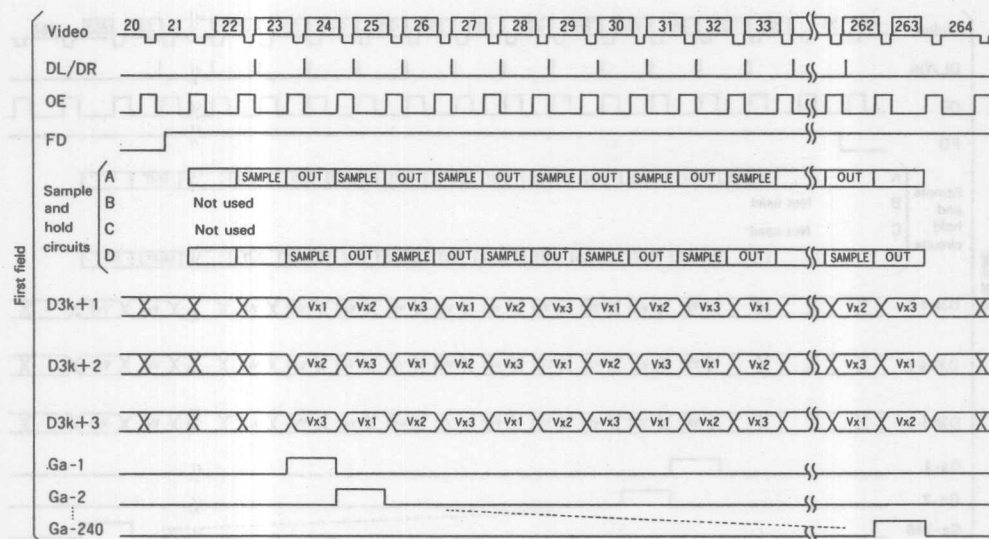 First field
Video 20 21 22 23 24 25 26 27 28 29 30 31 32 33 262 263 264
DL/DR
OE
FD
Sample and hold circuits
A SAMPLE OUT SAMPLE OUT SAMPLE OUT SAMPLE OUT SAMPLE OUT SAMPLE OUT
B Not used
C Not used
D SAMPLE OUT SAMPLE OUT SAMPLE OUT SAMPLE OUT SAMPLE OUT SAMPLE OUT
D3k+1 Vx1 Vx2 Vx3 Vx1 Vx2 Vx3 Vx1 Vx2 Vx3 Vx1 Vx2 Vx3
D3k+2 Vx2 Vx3 Vx1 Vx2 Vx3 Vx1 Vx2 Vx3 Vx1 Vx2 Vx3 Vx1
D3k+3 Vx3 Vx1 Vx2 Vx3 Vx1 Vx2 Vx3 Vx1 Vx2 Vx3 Vx1 Vx2
Ga-1
Ga-2
Ga-240